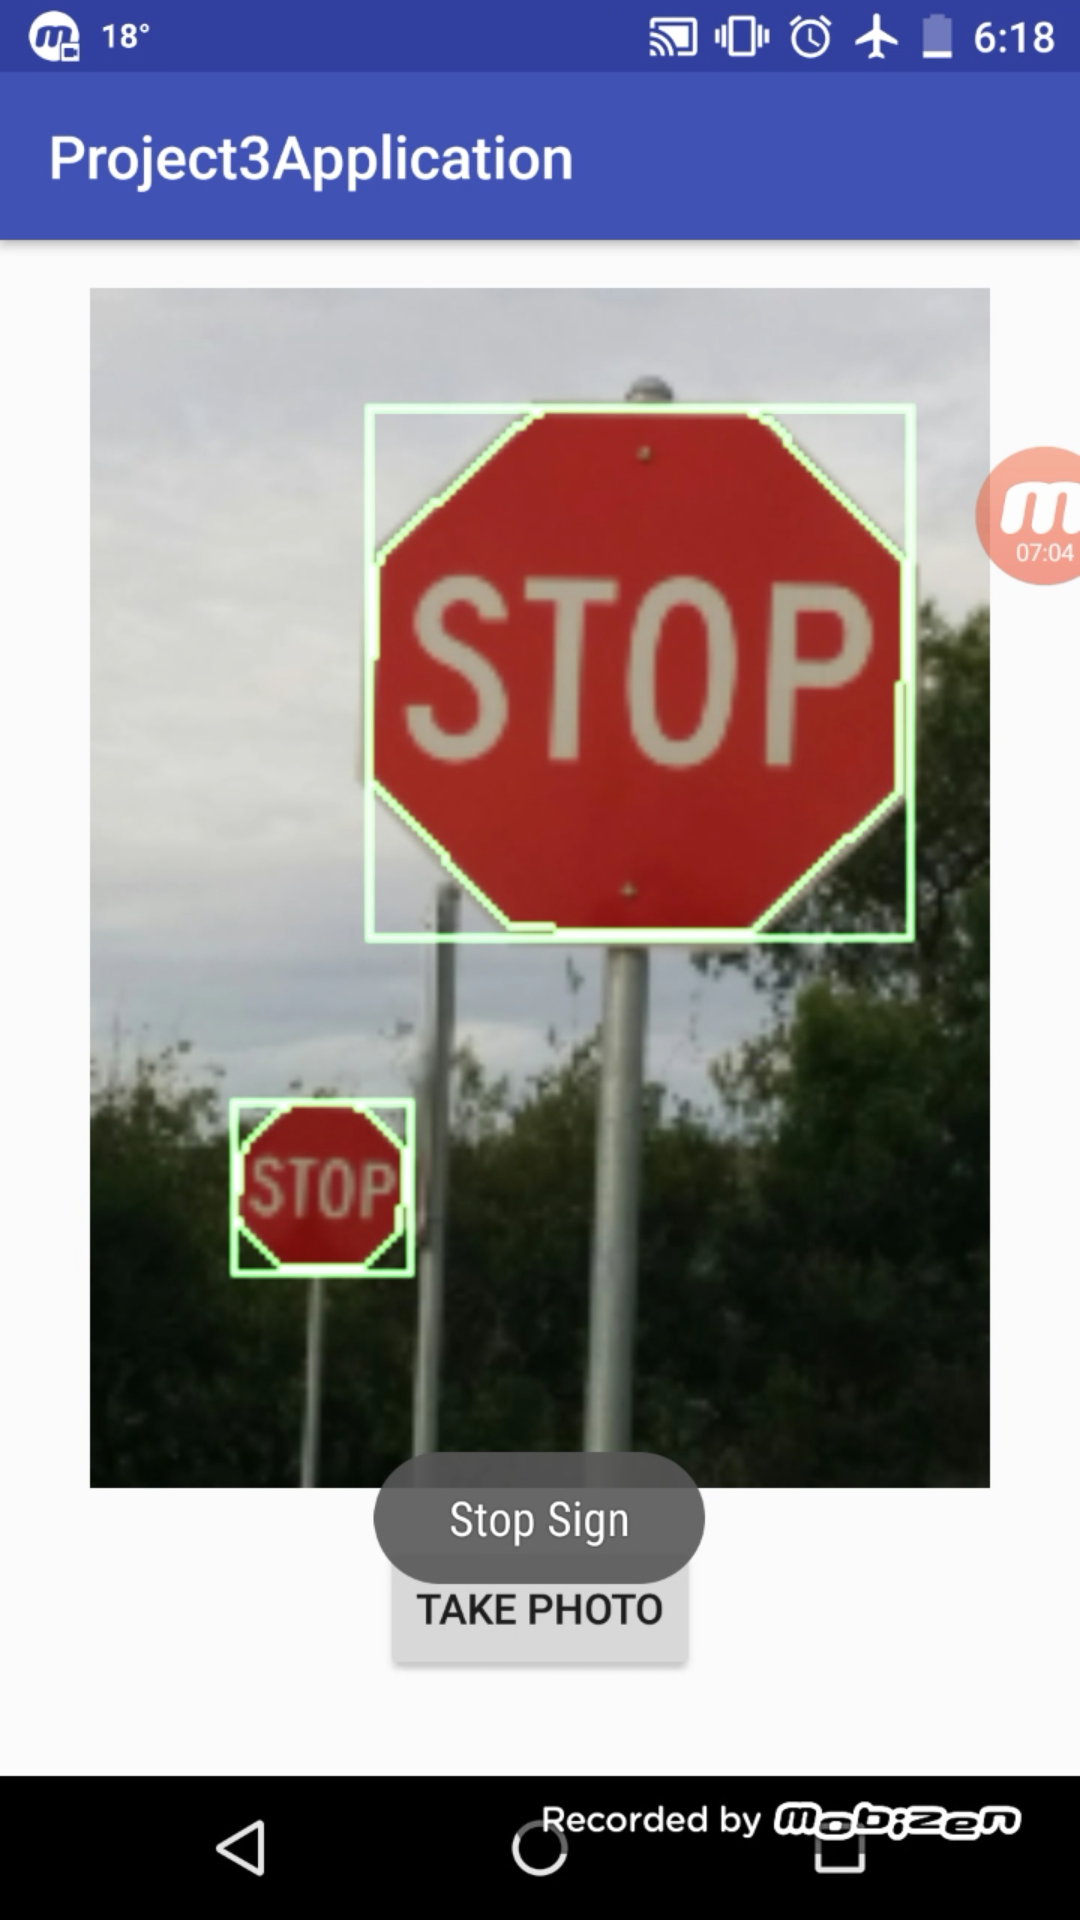 m 18° 6:18
Project3Application
STOP
m
07:04
STOP
Stop Sign
TAKE PHOTO
Recorded by Mobizen